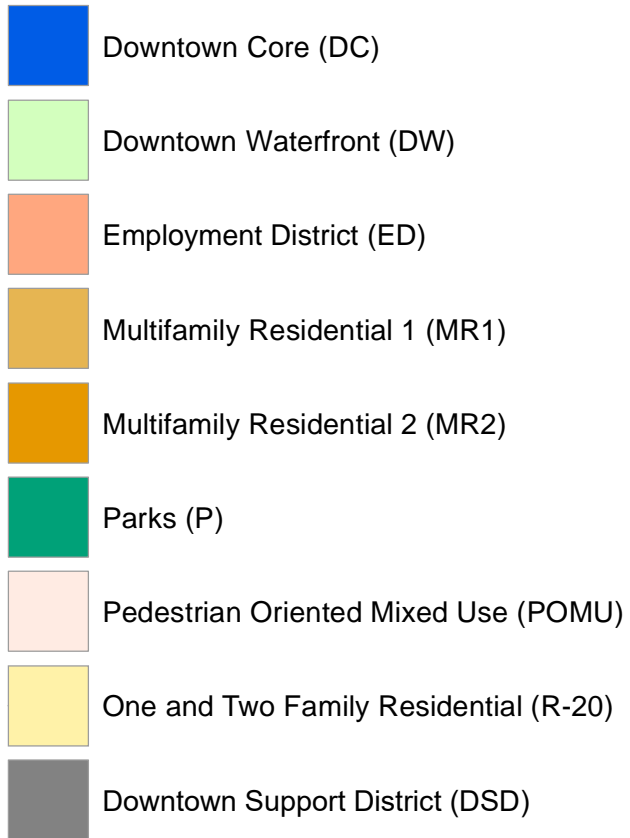 Downtown Core (DC)
Downtown Waterfront (DW)
Employment District (ED)
Multifamily Residential 1 (MR1)
Multifamily Residential 2 (MR2)
Parks (P)
Pedestrian Oriented Mixed Use (POMU)
One and Two Family Residential (R-20)
Downtown Support District (DSD)